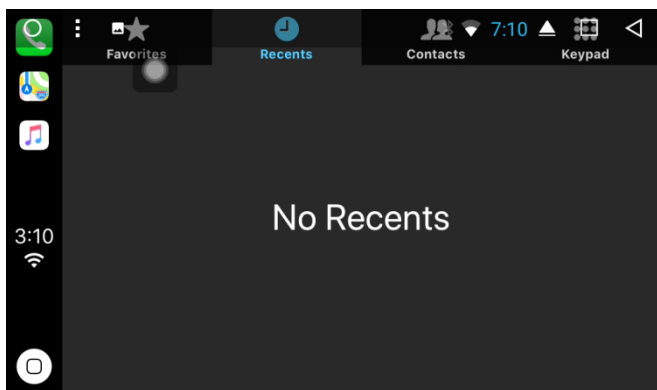 7:10
Favorites
Recents
Contacts
Keypad
No Recents
3:10